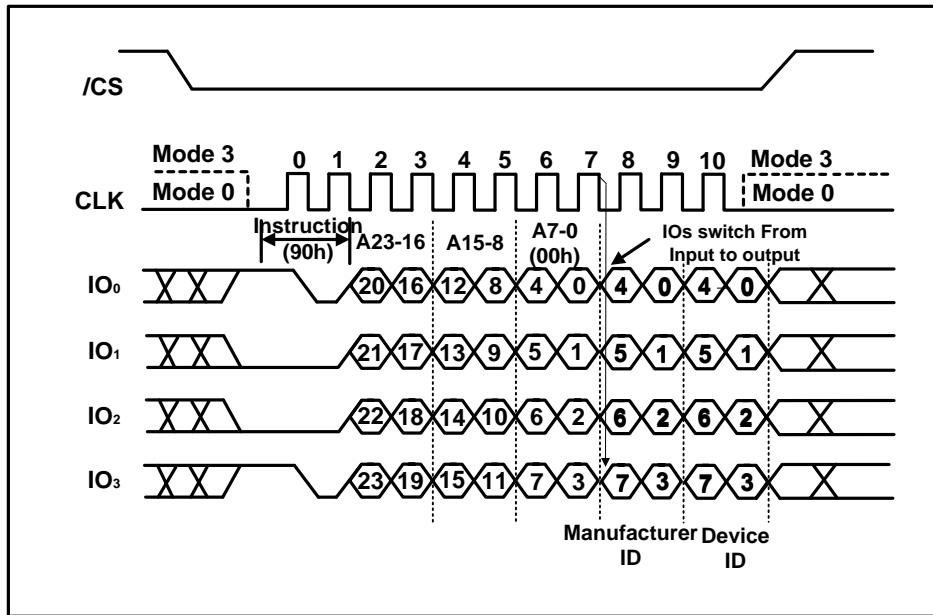 /CS
Mode 3
0 1 2 3 4 5 6 7 8 9 10
Mode 3
CLK
Mode 0
Mode 0
Instruction
(90h)
A23-16
A15-8
A7-0
(00h)
IOs switch From
Input to output
IO₀
20 16 12 8 4 0 4 0 4 0
IO₁
21 17 13 9 5 1 5 1 5 1
IO₂
22 18 14 10 6 2 6 2 6 2
IO₃
23 19 15 11 7 3 7 3 7 3
Manufacturer
ID
Device
ID